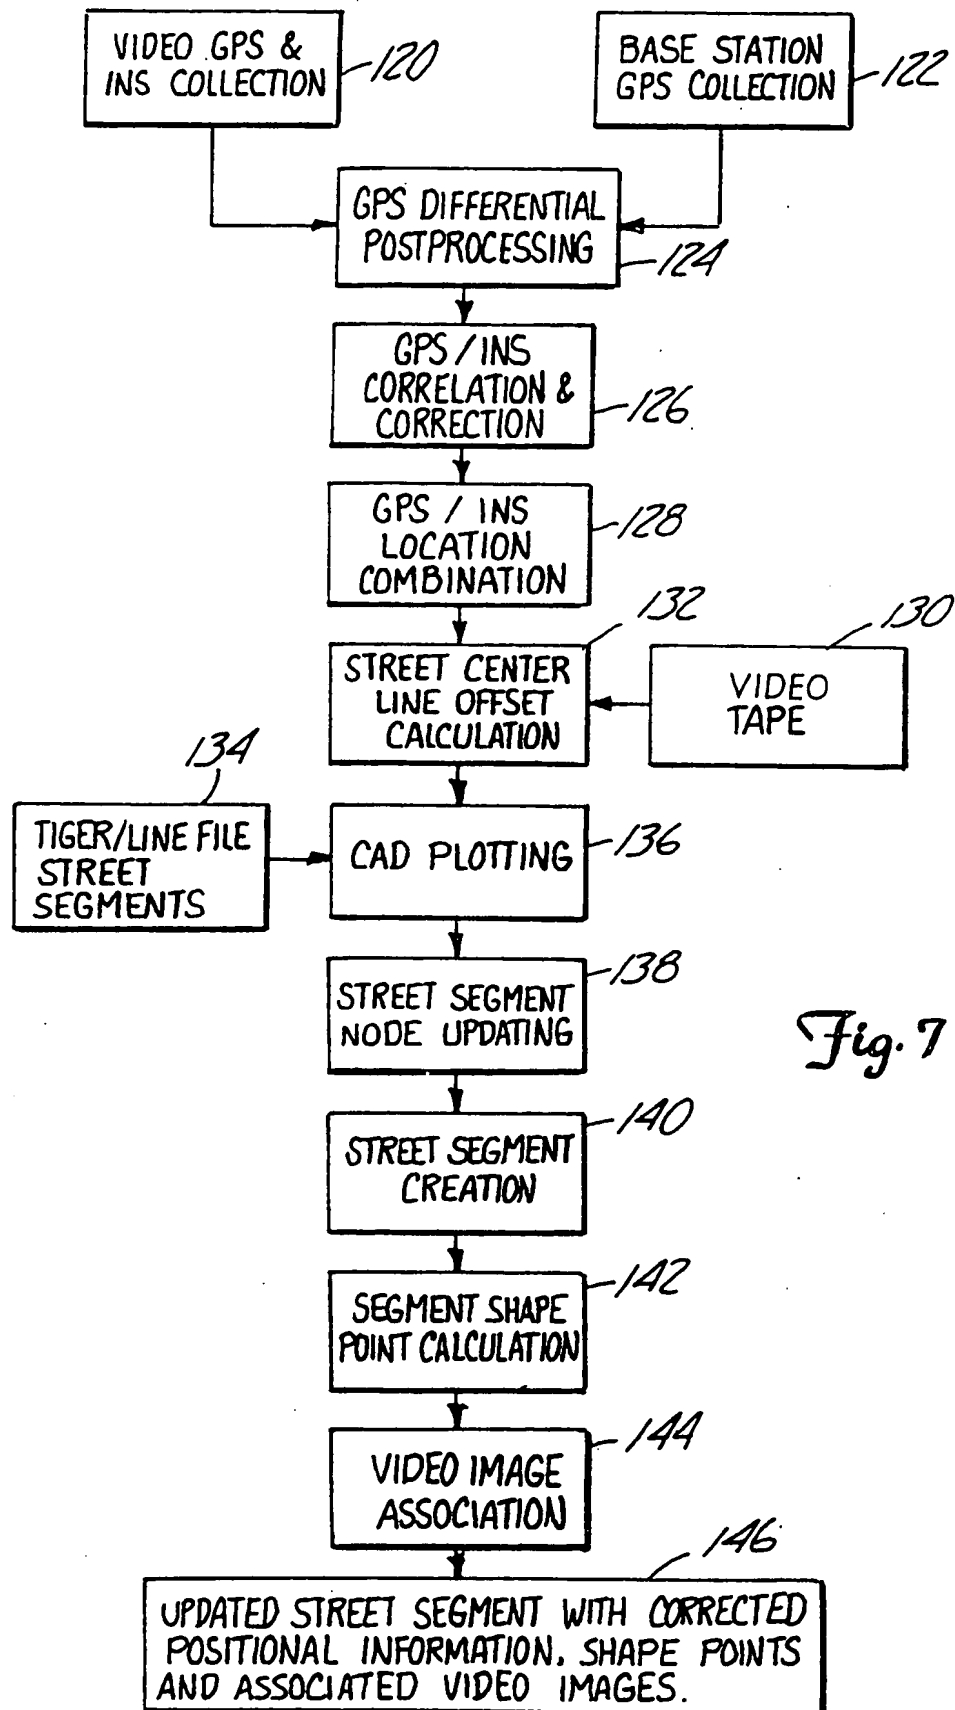 VIDEO GPS &
INS COLLECTION
120
BASE STATION
GPS COLLECTION
122
GPS DIFFERENTIAL
POSTPROCESSING
124
GPS / INS
CORRELATION &
CORRECTION
126
GPS / INS
LOCATION
COMBINATION
128
STREET CENTER
LINE OFFSET
CALCULATION
132
VIDEO
TAPE
130
TIGER/LINE FILE
STREET
SEGMENTS
134
CAD PLOTTING
136
STREET SEGMENT
NODE UPDATING
138
Fig. 7
STREET SEGMENT
CREATION
140
SEGMENT SHAPE
POINT CALCULATION
142
VIDEO IMAGE
ASSOCIATION
144
146
UPDATED STREET SEGMENT WITH CORRECTED
POSITIONAL INFORMATION. SHAPE POINTS
AND ASSOCIATED VIDEO IMAGES.